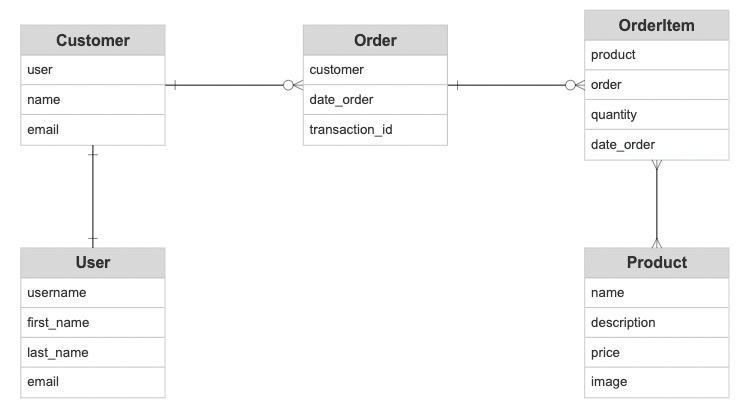 Customer
user
name
email
Order
customer
date_order
transaction_id
OrderItem
product
order
quantity
date_order
User
username
first_name
last_name
email
Product
name
description
price
image